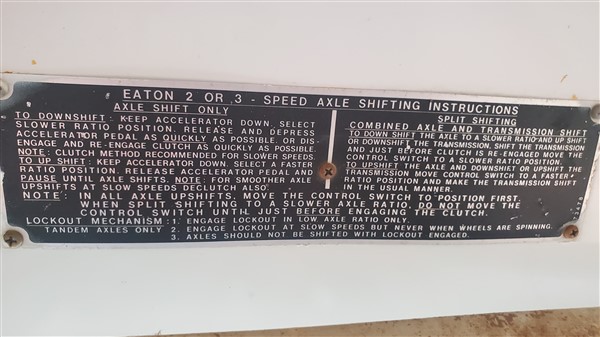 EATON 2 OR 3 - SPEED AXLE SHIFTING INSTRUCTIONS
AXLE SHIFT ONLY
TO DOWNSHIFT: KEEP ACCELERATOR DOWN. SELECT
SLOWER RATIO POSITION. RELEASE AND DEPRESS
ACCELERATOR PEDAL AS QUICKLY AS POSSIBLE. OR DIS-
ENGAGE AND RE-ENGAGE CLUTCH AS QUICKLY AS POSSIBLE.
NOTE: CLUTCH METHOD RECOMMENDED FOR SLOWER SPEEDS.
TO UP SHIFT: KEEP ACCELERATOR DOWN. SELECT A FASTER
RATIO POSITION. RELEASE ACCELERATOR PEDAL AND
PAUSE UNTIL AXLE SHIFTS. NOTE: FOR SMOOTHER AXLE
UPSHIFTS AT SLOW SPEEDS DECLUTCH ALSO.
SPLIT SHIFTING
COMBINED AXLE AND TRANSMISSION SHIFT
TO DOWN SHIFT THE AXLE TO A SLOWER RATIO AND UP SHIFT
OR DOWNSHIFT, THE TRANSMISSION, SHIFT THE TRANSMISSION
AND JUST BEFORE CLUTCH IS RE-ENGAGED MOVE THE
CONTROL SWITCH TO A SLOWER RATIO POSITION.
TO UPSHIFT THE AXLE AND DOWNSHIFT OR UPSHIFT THE
TRANSMISSION MOVE CONTROL SWITCH TO A FASTER
RATIO POSITION AND MAKE THE TRANSMISSION SHIFT
IN THE USUAL MANNER.
NOTE: IN ALL AXLE UPSHIFTS, MOVE THE CONTROL SWITCH TO POSITION FIRST.
WHEN SPLIT SHIFTING TO A SLOWER AXLE RATIO, DO NOT MOVE THE
CONTROL SWITCH UNTIL JUST BEFORE ENGAGING THE CLUTCH.
LOCKOUT MECHANISM: 1. ENGAGE LOCKOUT IN LOW AXLE RATIO ONLY.
TANDEM AXLES ONLY 2. ENGAGE LOCKOUT AT SLOW SPEEDS BUT NEVER WHEN WHEELS ARE SPINNING.
3. AXLES SHOULD NOT BE SHIFTED WITH LOCKOUT ENGAGED.